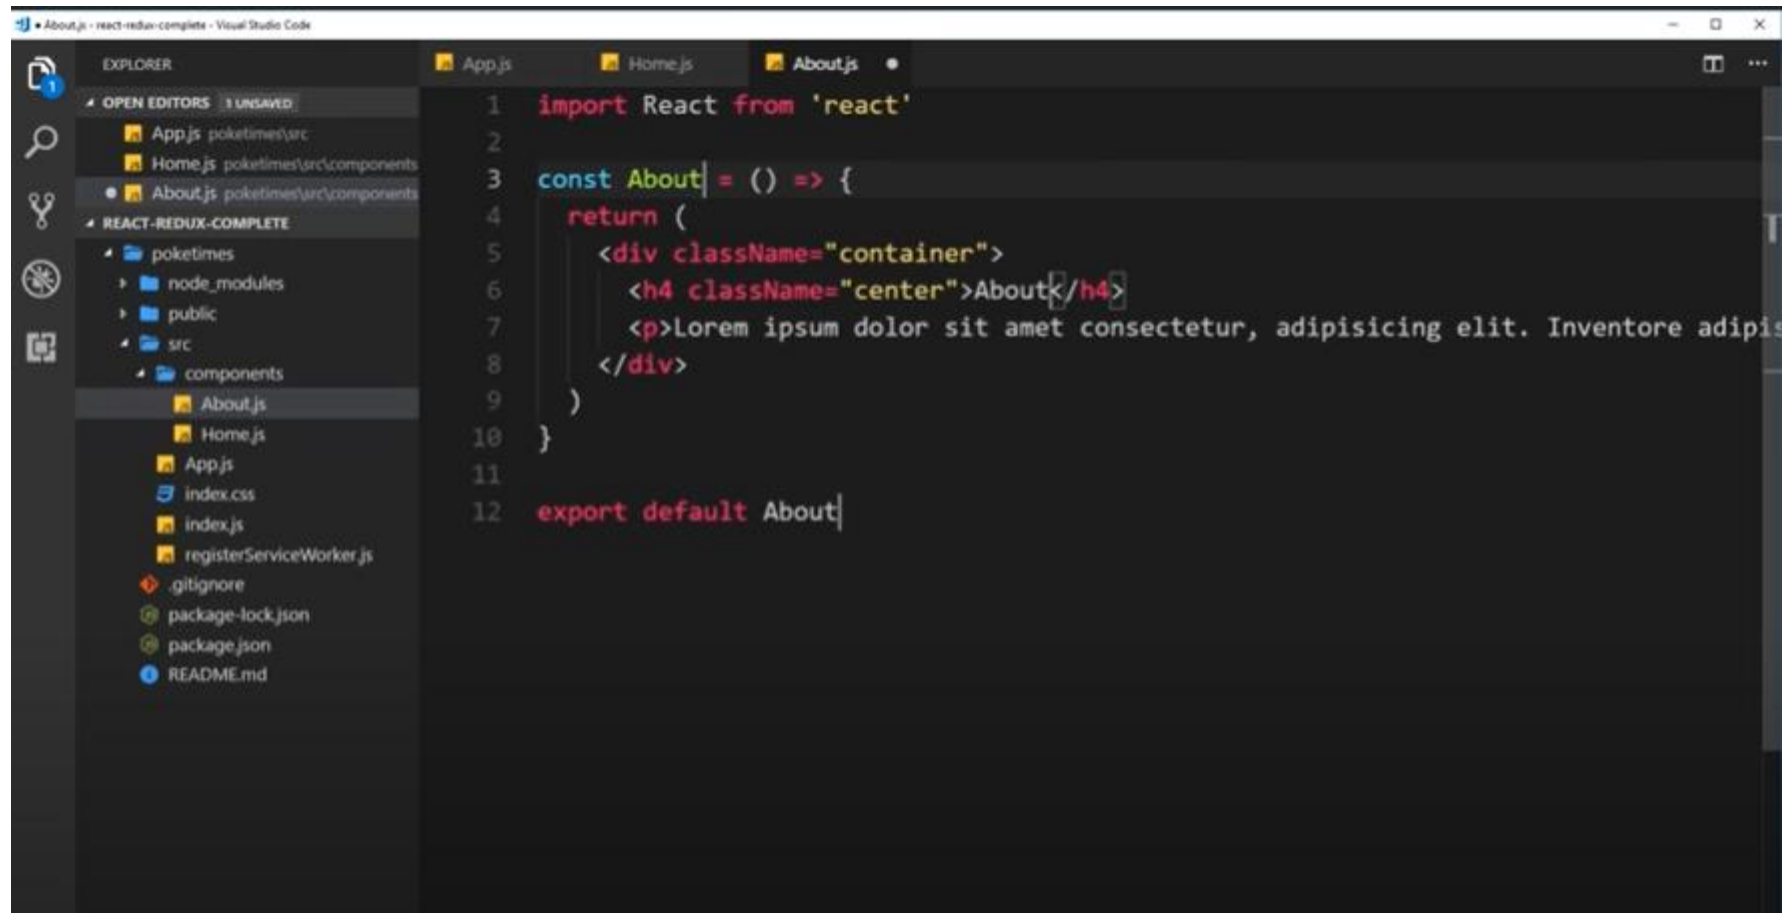 About.js - react-redux-complete - Visual Studio Code
EXPLORER
OPEN EDITORS 1 UNSAVED
App.js poketimes\src
Home.js poketimes\src\components
About.js poketimes\src\components
REACT-REDUX-COMPLETE
poketimes
node_modules
public
src
components
About.js
Home.js
App.js
index.css
index.js
registerServiceWorker.js
.gitignore
package-lock.json
package.json
README.md
1
App.js
Home.js
About.js
1 import React from 'react'
2
3 const About = () => {
4 return (
5 <div className="container">
6 <h4 className="center">About</h4>
7 <p>Lorem ipsum dolor sit amet consectetur, adipisicing elit. Inventore adipis
8 </div>
9 )
10 }
11
12 export default About